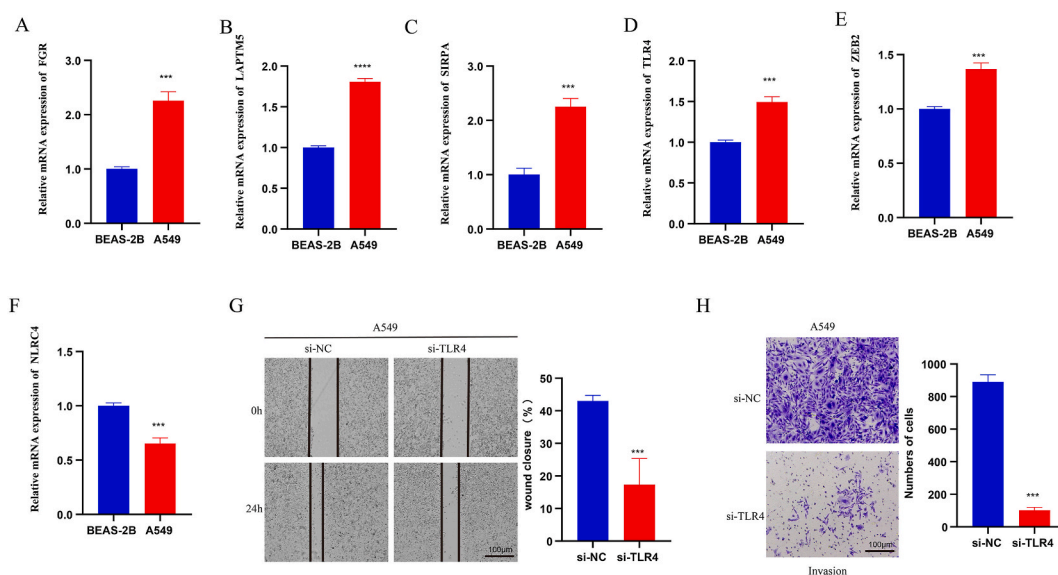 A
Relative mRNA expression of FGR
3.0
2.0
1.0
0.0
***
BEAS-2B A549
B
Relative mRNA expression of LAPTM5
2.0
1.5
1.0
0.5
0.0
****
BEAS-2B A549
C
Relative mRNA expression of SIRPA
3.0
2.0
1.0
0.0
***
BEAS-2B A549
D
Relative mRNA expression of TLR4
2.0
1.5
1.0
0.5
0.0
***
BEAS-2B A549
E
Relative mRNA expression of ZEB2
1.5
1.0
0.5
0.0
***
BEAS-2B A549
F
Relative mRNA expression of NLRC4
1.5
1.0
0.5
0.0
***
BEAS-2B A549
G
A549
si-NC si-TLR4
0h
24h
100μm
wound closure (%)
50
40
30
20
10
0
***
si-NC si-TLR4
H
A549
si-NC
si-TLR4
100μm
Invasion
Numbers of cells
1000
800
600
400
200
0
***
si-NC si-TLR4